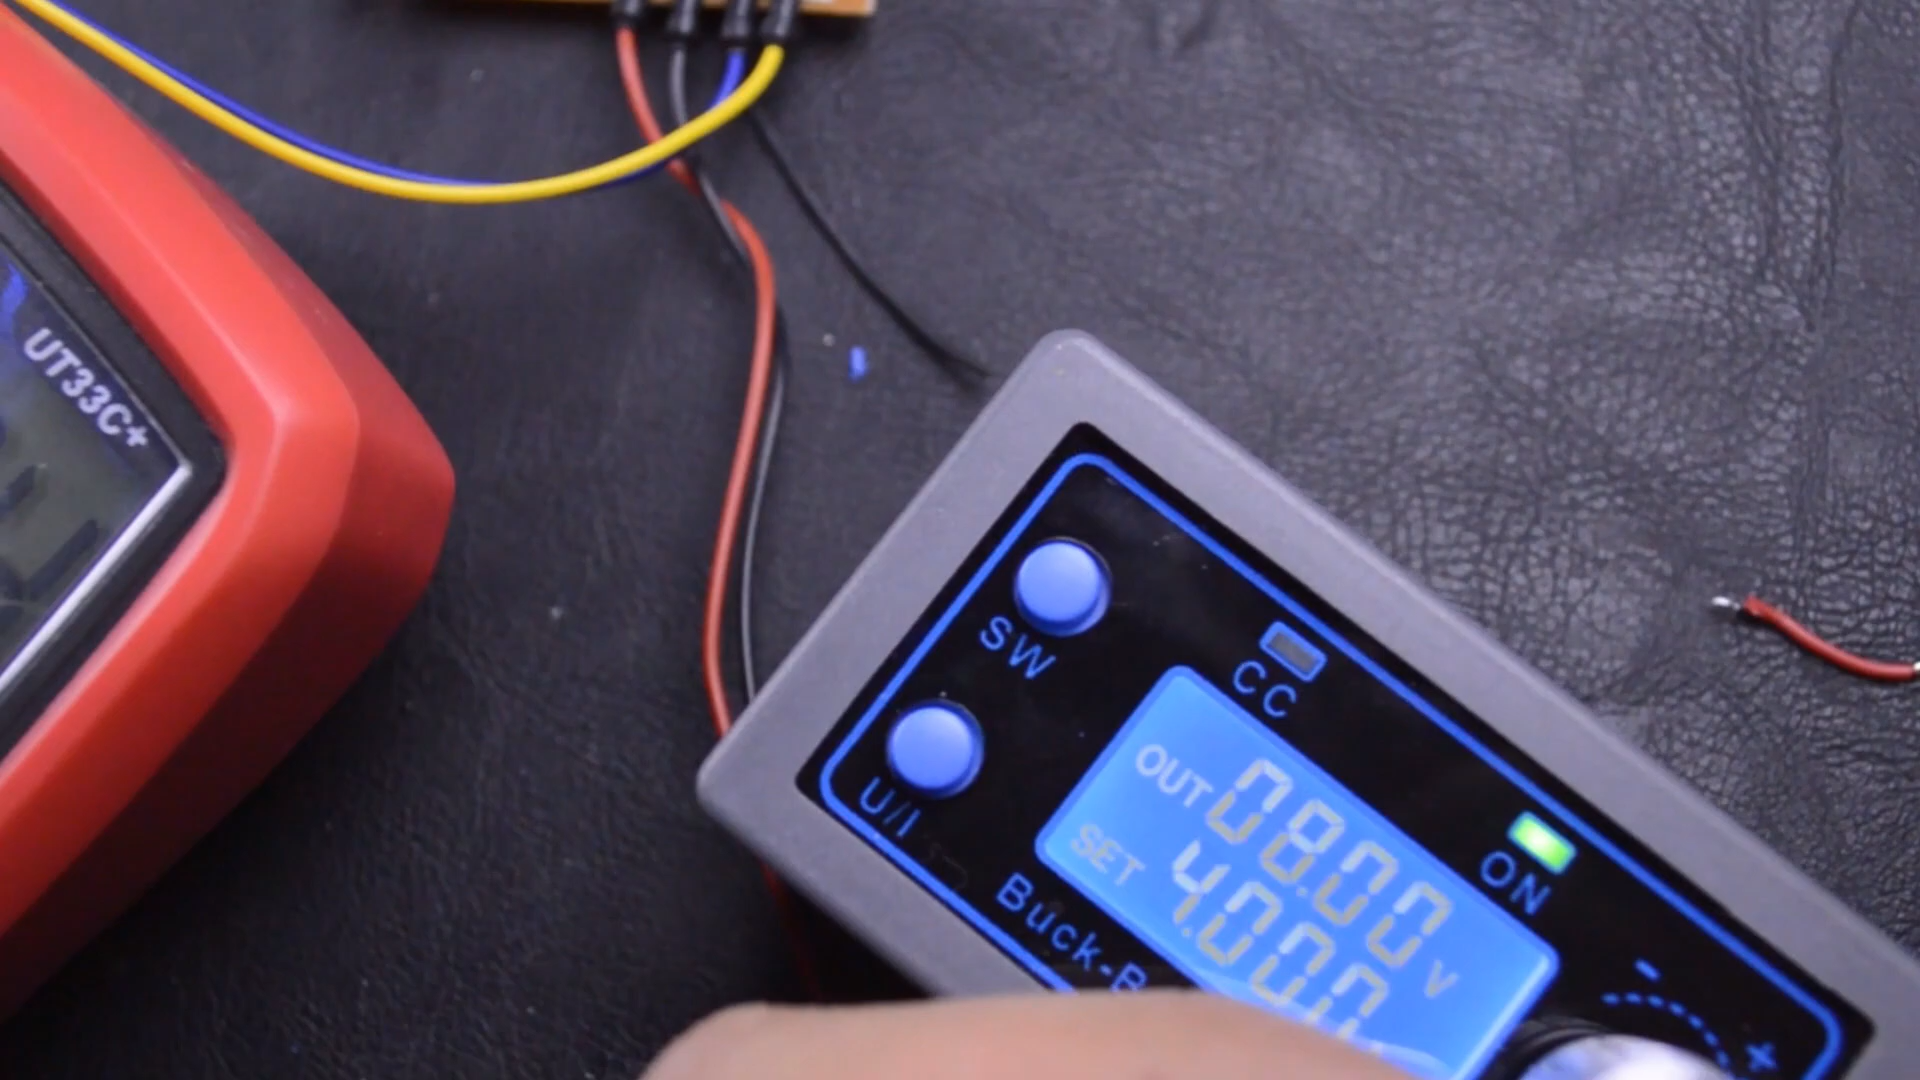 UT33C+
SW
CC
U/I
OUT 08.00 V
SET 4.000
ON
Buck-B
-
+